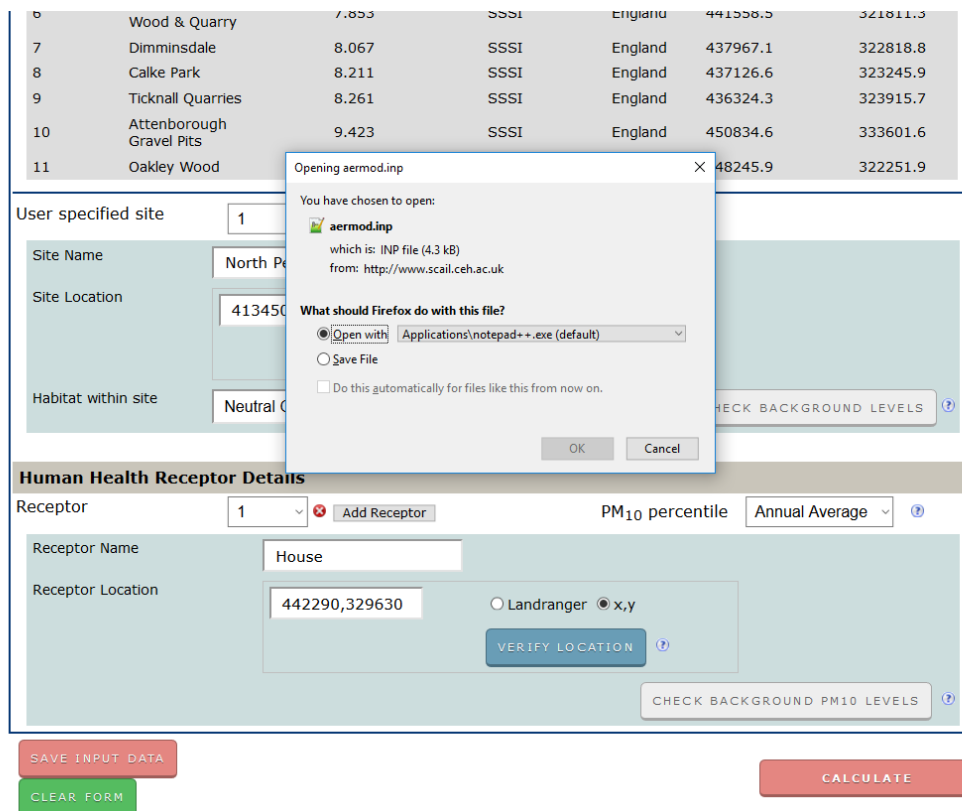 6 Wood & Quarry 7.853 SSSI England 441558.5 321811.3
7 Dimminsdale 8.067 SSSI England 437967.1 322818.8
8 Calke Park 8.211 SSSI England 437126.6 323245.9
9 Ticknall Quarries 8.261 SSSI England 436324.3 323915.7
10 Attenborough Gravel Pits 9.423 SSSI England 450834.6 333601.6
11 Oakley Wood 48245.9 322251.9
Opening aermod.inp
You have chosen to open:
aermod.inp
which is: INP file (4.3 kB)
from: http://www.scail.ceh.ac.uk
What should Firefox do with this file?
Open with Applications\notepad++.exe (default)
Save File
Do this automatically for files like this from now on.
OK Cancel
User specified site 1
Site Name North Pe
Site Location 413450
Habitat within site Neutral HECK BACKGROUND LEVELS ?
Human Health Receptor Details
Receptor 1 Add Receptor PM10 percentile Annual Average ?
Receptor Name House
Receptor Location 442290,329630 Landranger x,y
VERIFY LOCATION ?
CHECK BACKGROUND PM10 LEVELS ?
SAVE INPUT DATA
CALCULATE
CLEAR FORM